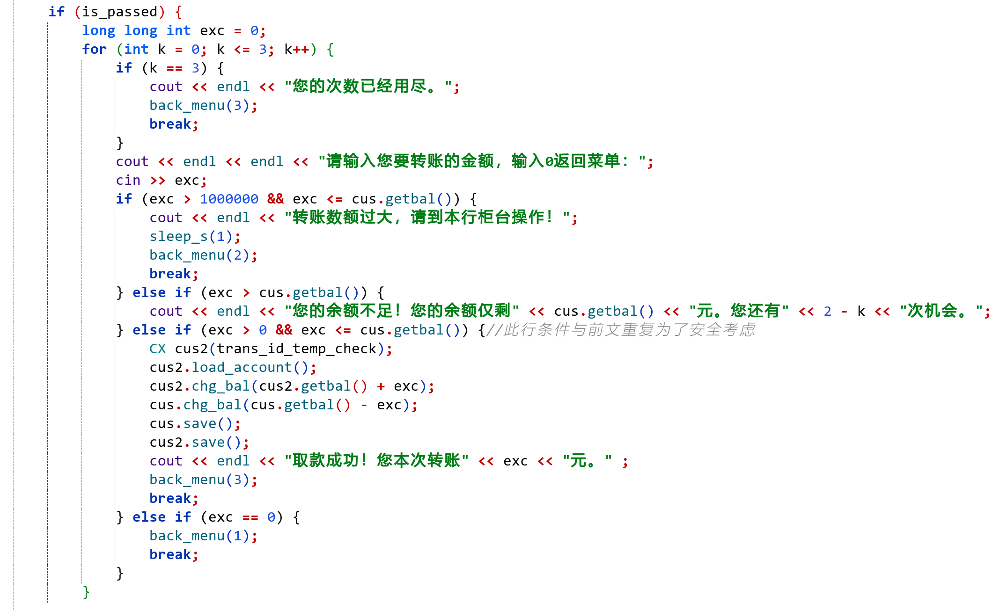 if (is_passed) {
long long int exc = 0;
for (int k = 0; k <= 3; k++) {
if (k == 3) {
cout << endl << "您的次数已经用尽。";
back_menu(3);
break;
}
cout << endl << endl << "请输入您要转账的金额，输入0返回菜单：";
cin >> exc;
if (exc > 1000000 && exc <= cus.getbal()) {
cout << endl << "转账数额过大，请到本行柜台操作！";
sleep_s(1);
back_menu(2);
break;
} else if (exc > cus.getbal()) {
cout << endl << "您的余额不足！您的余额仅剩" << cus.getbal() << "元。您还有" << 2 - k << "次机会。";
} else if (exc > 0 && exc <= cus.getbal()) {//此行条件与前文重复为了安全考虑
CX cus2(trans_id_temp_check);
cus2.load_account();
cus2.chg_bal(cus2.getbal() + exc);
cus.chg_bal(cus.getbal() - exc);
cus.save();
cus2.save();
cout << endl << "取款成功！您本次转账" << exc << "元。" ;
back_menu(3);
break;
} else if (exc == 0) {
back_menu(1);
break;
}
}